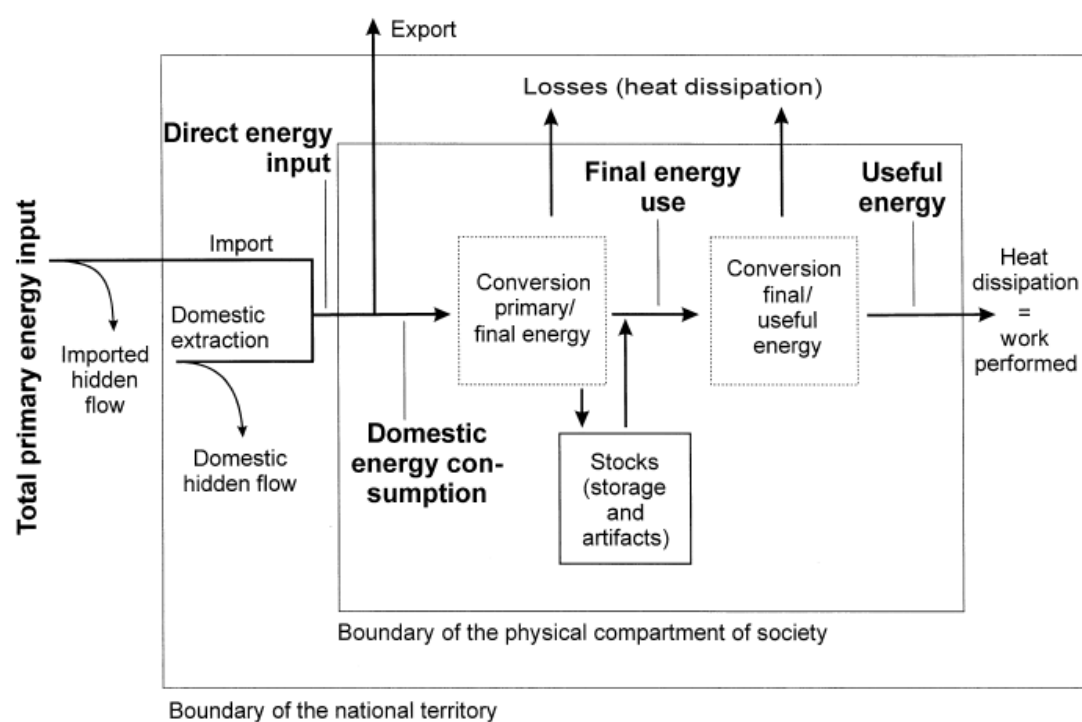 Export
Losses (heat dissipation)
Direct energy
input
Final energy
use
Useful
energy
Total primary energy input
Import
Domestic
extraction
Imported
hidden
flow
Domestic
hidden flow
Conversion
primary/
final energy
Conversion
final/
useful
energy
Heat
dissipation
=
work
performed
Domestic
energy con-
sumption
Stocks
(storage
and
artifacts)
Boundary of the physical compartment of society
Boundary of the national territory